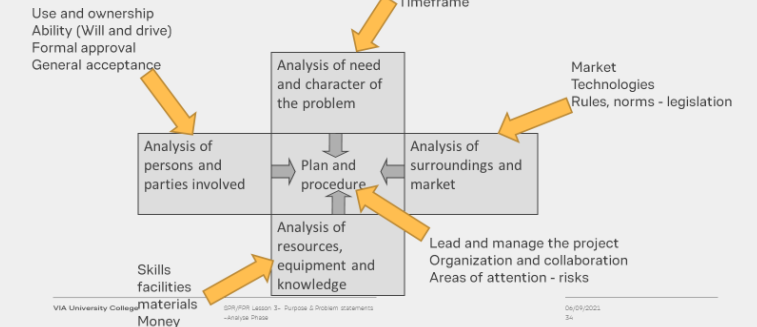 Timeframe
Use and ownership
Ability (Will and drive)
Formal approval
General acceptance
Analysis of need
and character of
the problem
Market
Technologies
Rules, norms - legislation
Analysis of
persons and
parties involved
Plan and
procedure
Analysis of
surroundings and
market
Analysis of
resources,
equipment and
knowledge
Lead and manage the project
Organization and collaboration
Areas of attention - risks
Skills
facilities
materials
Money
VIA University College
SPR/FPR Lesson 3- Purpose & Problem statements
-Analyse Phase
06/09/2021
34